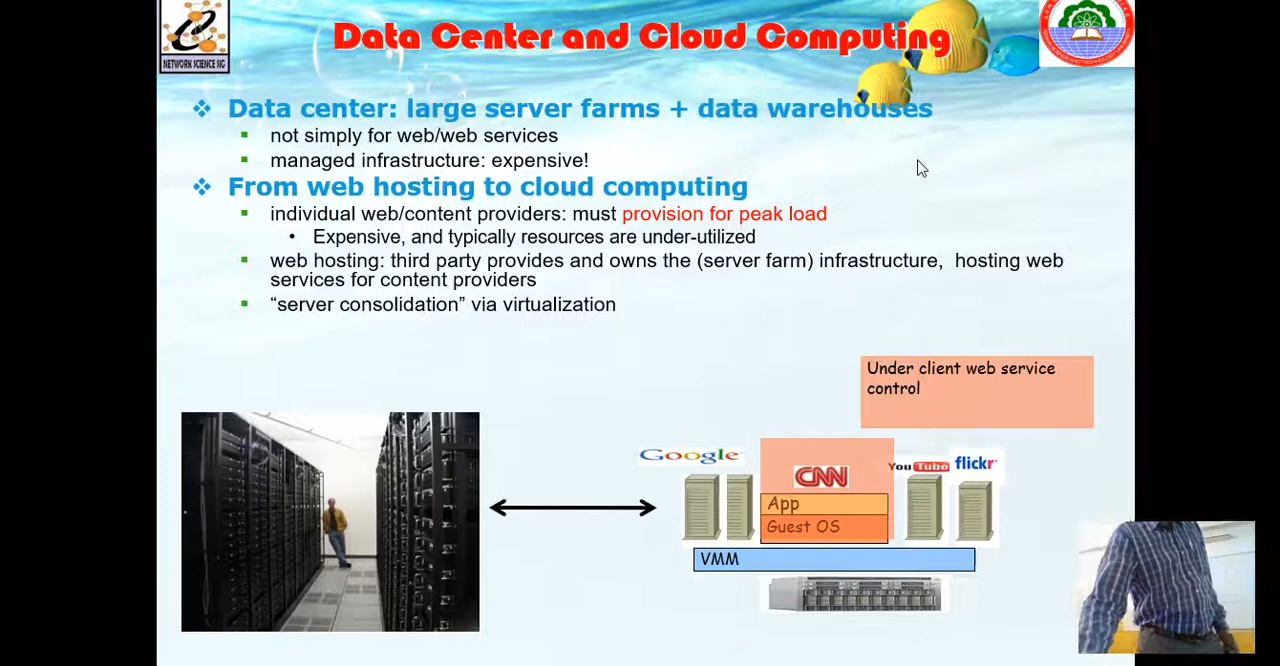 NETWORK SCIENCE SIG
Data Center and Cloud Computing
Data center: large server farms + data warehouses
not simply for web/web services
managed infrastructure: expensive!
From web hosting to cloud computing
individual web/content providers: must provision for peak load
Expensive, and typically resources are under-utilized
web hosting: third party provides and owns the (server farm) infrastructure, hosting web
services for content providers
“server consolidation” via virtualization
Under client web service
control
Google
CNN
YouTube
flickr
App
Guest OS
VMM